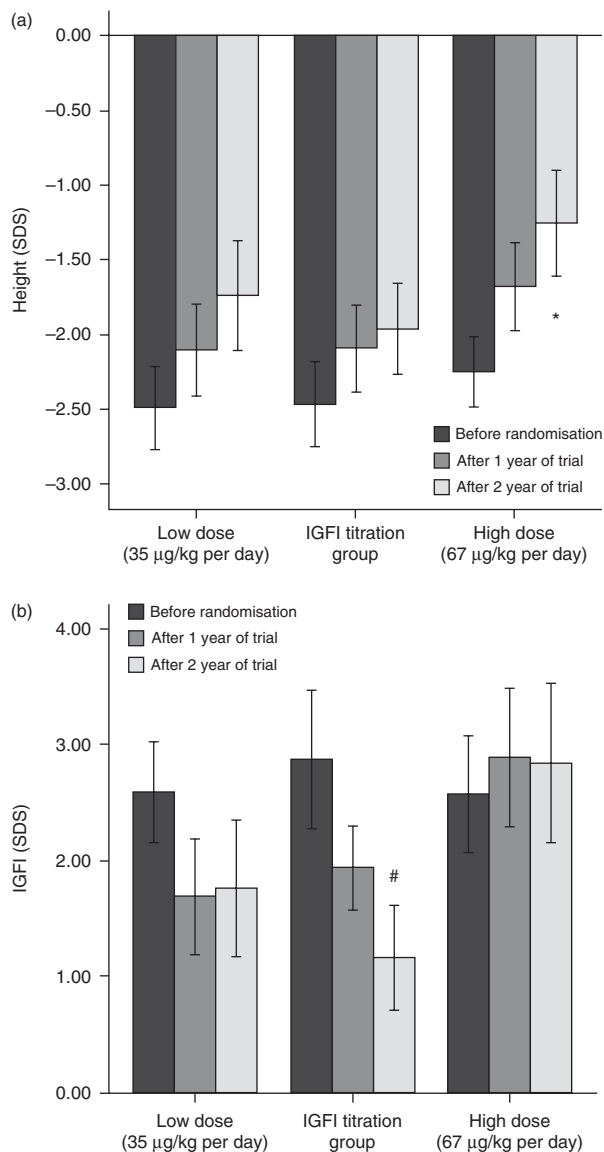 (a)
0.00
–0.50
–1.00
–1.50
–2.00
–2.50
–3.00
Height (SDS)
*
Before randomisation
After 1 year of trial
After 2 year of trial
Low dose
(35 μg/kg per day)
IGFI titration
group
High dose
(67 μg/kg per day)
(b)
Before randomisation
After 1 year of trial
After 2 year of trial
4.00
3.00
2.00
1.00
0.00
IGFI (SDS)
#
Low dose
(35 μg/kg per day)
IGFI titration
group
High dose
(67 μg/kg per day)